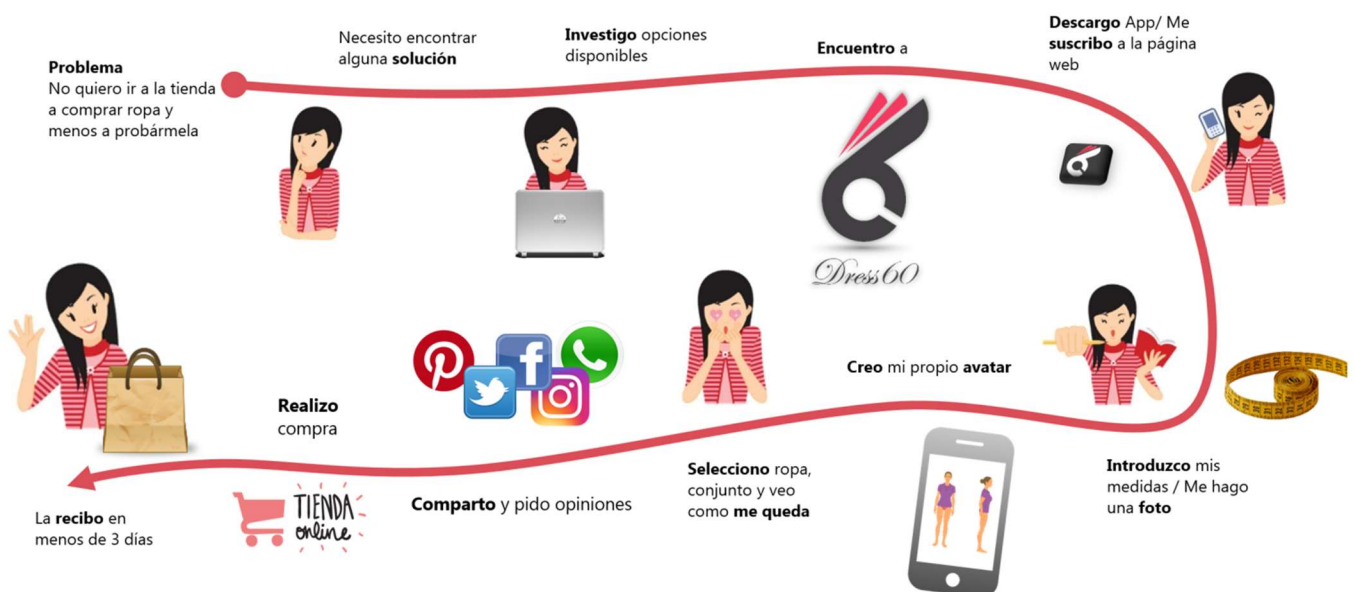 Problema
No quiero ir a la tienda
a comprar ropa y
menos a probármela
Necesito encontrar
alguna solución
Investigo opciones
disponibles
Encuentro a
Dress60
Descargo App/ Me
suscribo a la página
web
Introduzco mis
medidas / Me hago
una foto
Creo mi propio avatar
Selecciono ropa,
conjunto y veo
como me queda
Comparto y pido opiniones
Realizo
compra
TIENDA
online
La recibo en
menos de 3 días